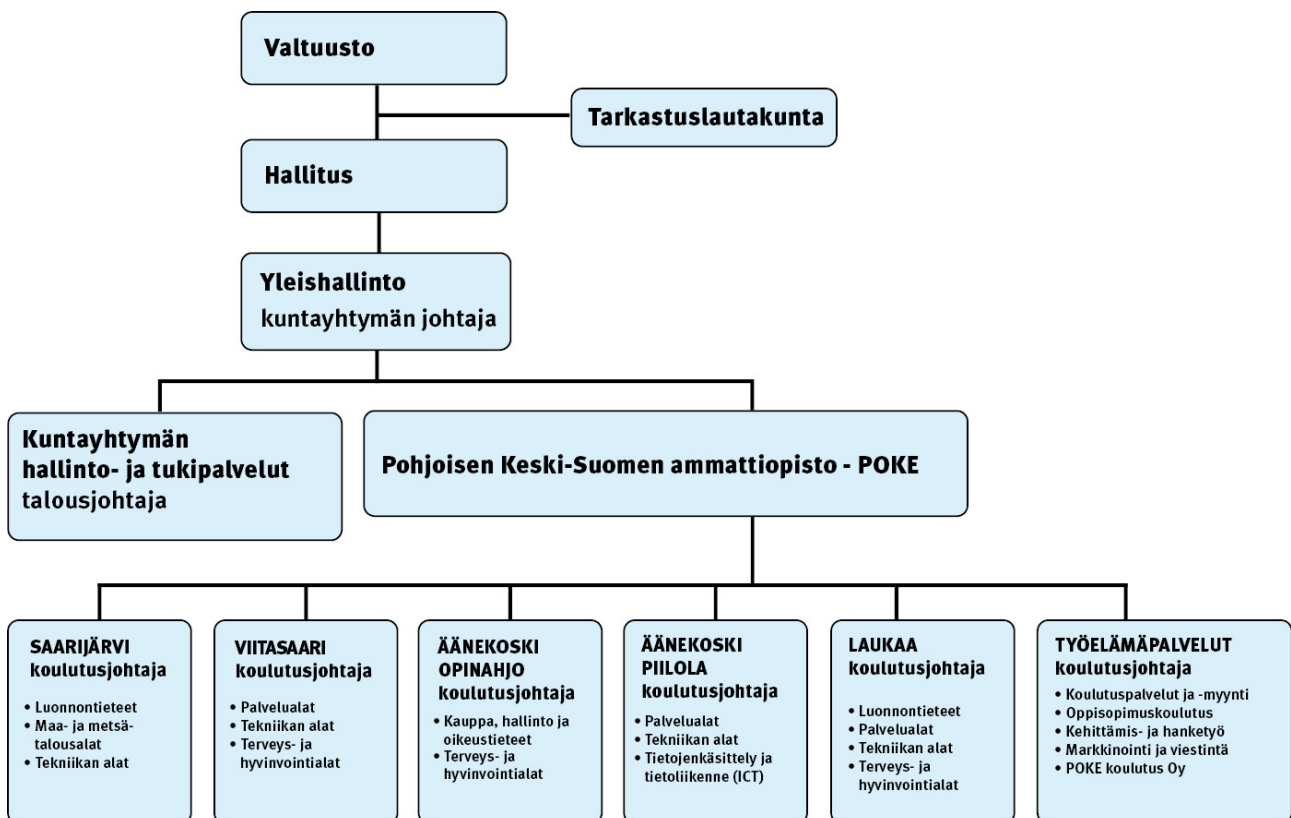 Valtuusto
Tarkastuslautakunta
Hallitus
Yleishallinto
kuntayhtymän johtaja
Kuntayhtymän
hallinto- ja tukipalvelut
talousjohtaja
Pohjoisen Keski-Suomen ammattiopisto - POKE
SAARIJÄRVI
koulutusjohtaja
• Luonnontieteet
• Maa- ja metsä-
talousalat
• Tekniikan alat
VIITASAARI
koulutusjohtaja
• Palvelualat
• Tekniikan alat
• Terveys- ja
hyvinvointialat
ÄÄNEKOSKI
OPINAHJO
koulutusjohtaja
• Kauppa, hallinto ja
oikeustieteet
• Terveys- ja
hyvinvointialat
ÄÄNEKOSKI
PIILOLA
koulutusjohtaja
• Palvelualat
• Tekniikan alat
• Tietojenkäsittely ja
tietoliikenne (ICT)
LAUKAA
koulutusjohtaja
• Luonnontieteet
• Palvelualat
• Tekniikan alat
• Terveys- ja
hyvinvointialat
TYÖELÄMÄPALVELUT
koulutusjohtaja
• Koulutuspalvelut ja -myynti
• Oppisopimuskoulutus
• Kehittämis- ja hanketyö
• Markkinointi ja viestintä
• POKE koulutus Oy